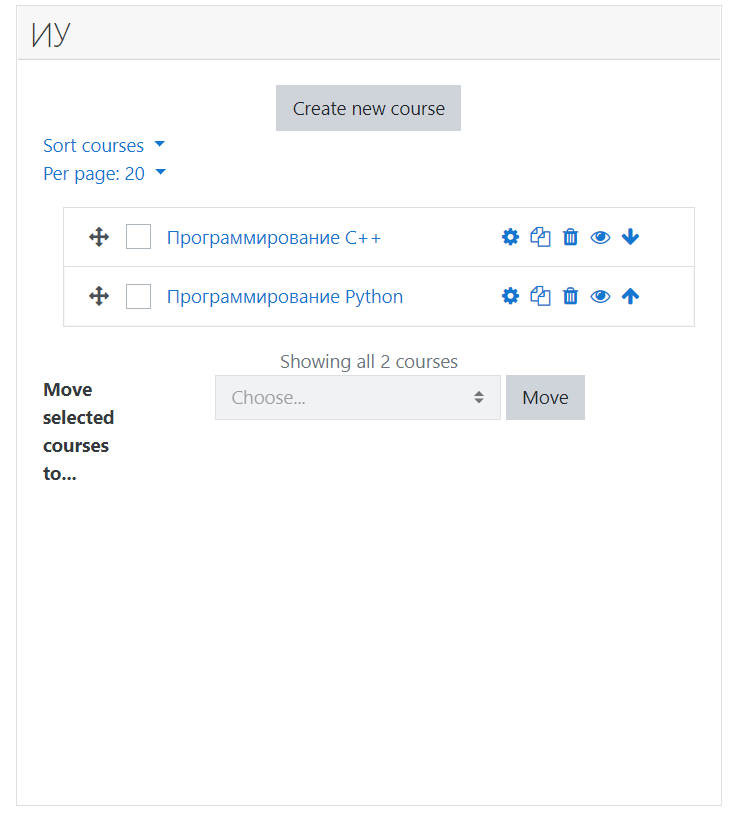 ИУ
Create new course
Sort courses
Per page: 20
Программирование C++
Программирование Python
Showing all 2 courses
Move
selected
courses
to...
Choose...
Move